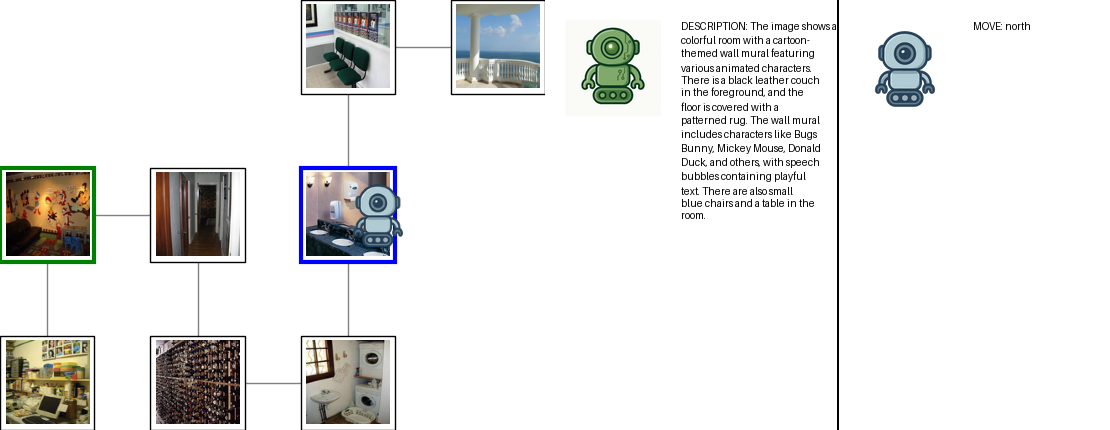 DESCRIPTION: The image shows a
colorful room with a cartoon-
themed wall mural featuring
various animated characters.
There is a black leather couch
in the foreground, and the
floor is covered with a
patterned rug. The wall mural
includes characters like Bugs
Bunny, Mickey Mouse, Donald
Duck, and others, with speech
bubbles containing playful
text. There are also small
blue chairs and a table in the
room.
MOVE: north